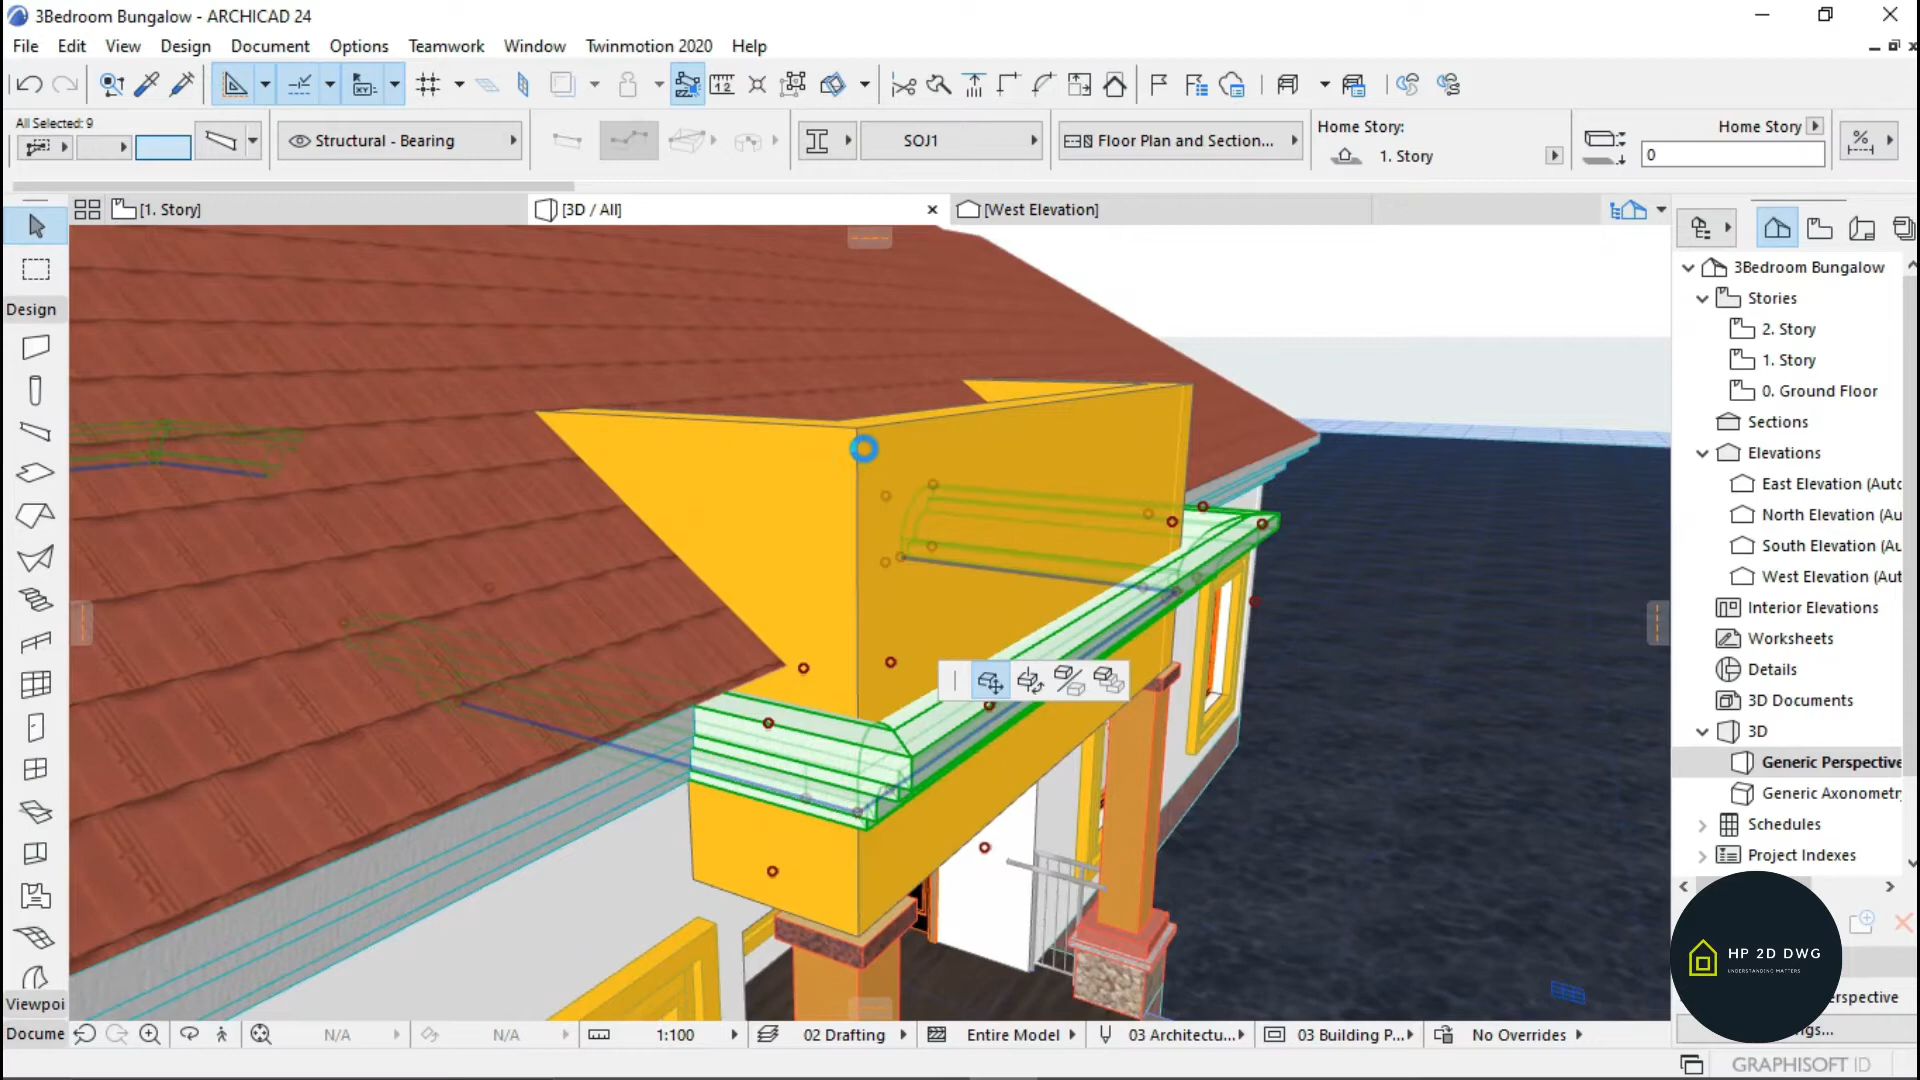 3Bedroom Bungalow - ARCHICAD 24
File Edit View Design Document Options Teamwork Window Twinmotion 2020 Help
All Selected: 9
Structural - Bearing
SOJ1
Floor Plan and Section...
Home Story:
1. Story
Home Story
0
[1. Story]
[3D / All]
[West Elevation]
Design
3Bedroom Bungalow
Stories
2. Story
1. Story
0. Ground Floor
Sections
Elevations
East Elevation (Auto
North Elevation (Au
South Elevation (Au
West Elevation (Aut
Interior Elevations
Worksheets
Details
3D Documents
3D
Generic Perspective
Generic Axonometr
Schedules
Project Indexes
HP 2D DWG
UNDERSTANDING MATTERS
erspective
Viewpoi
Docume
N/A
N/A
1:100
02 Drafting
Entire Model
03 Architectu...
03 Building P...
No Overrides
GRAPHISOFT ID